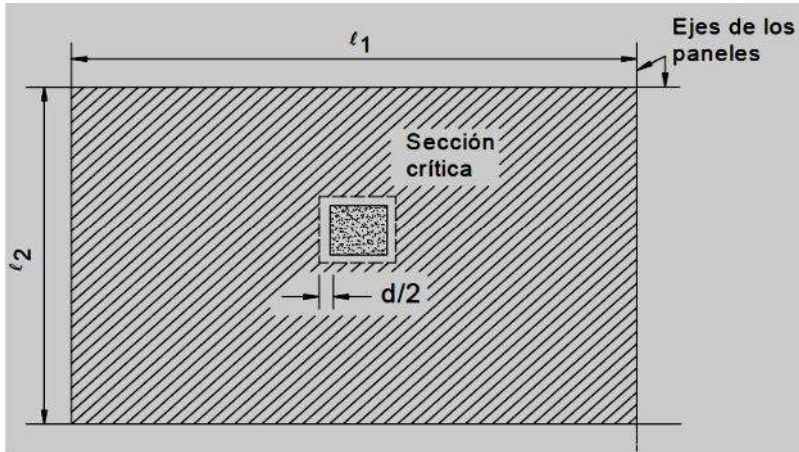 ℓ1
Ejes de los
paneles
Sección
crítica
ℓ2
d/2